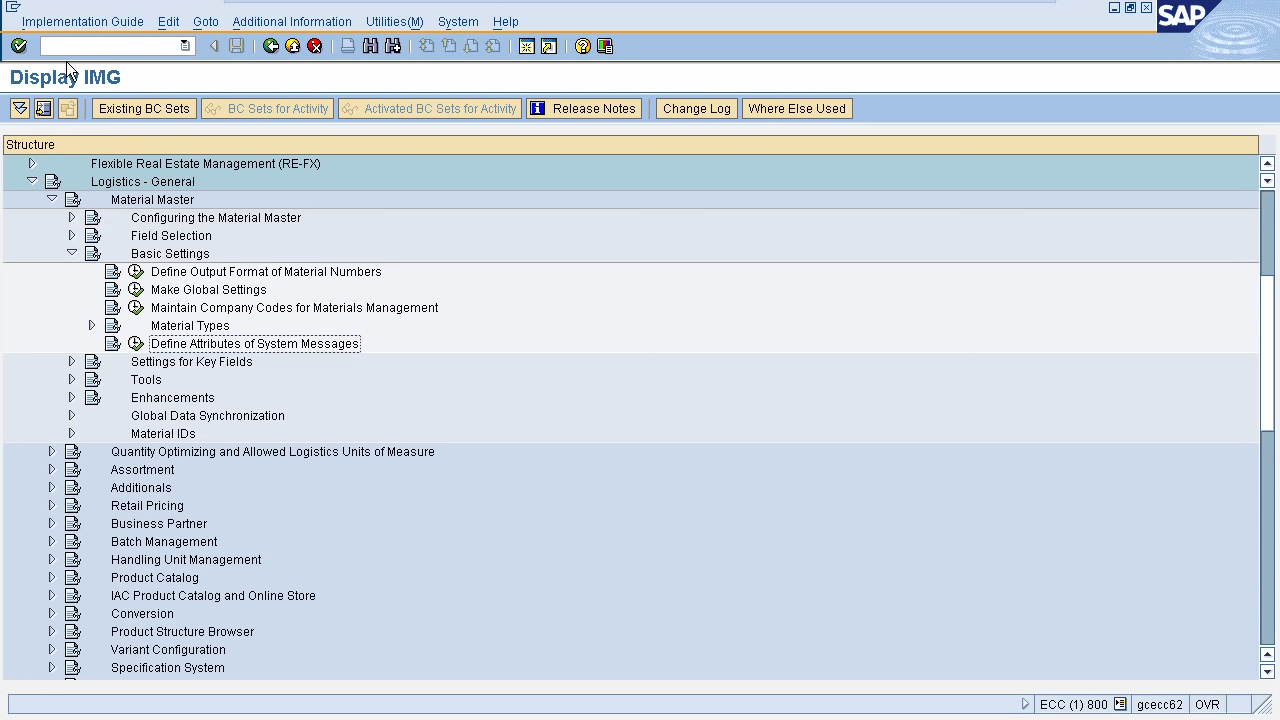 Implementation Guide Edit Goto Additional Information Utilities(M) System Help
SAP
Display IMG
Existing BC Sets BC Sets for Activity Activated BC Sets for Activity Release Notes Change Log Where Else Used
Structure
Flexible Real Estate Management (RE-FX)
Logistics - General
Material Master
Configuring the Material Master
Field Selection
Basic Settings
Define Output Format of Material Numbers
Make Global Settings
Maintain Company Codes for Materials Management
Material Types
Define Attributes of System Messages
Settings for Key Fields
Tools
Enhancements
Global Data Synchronization
Material IDs
Quantity Optimizing and Allowed Logistics Units of Measure
Assortment
Additionals
Retail Pricing
Business Partner
Batch Management
Handling Unit Management
Product Catalog
IAC Product Catalog and Online Store
Conversion
Product Structure Browser
Variant Configuration
Specification System
ECC (1) 800 gcecc62 OVR